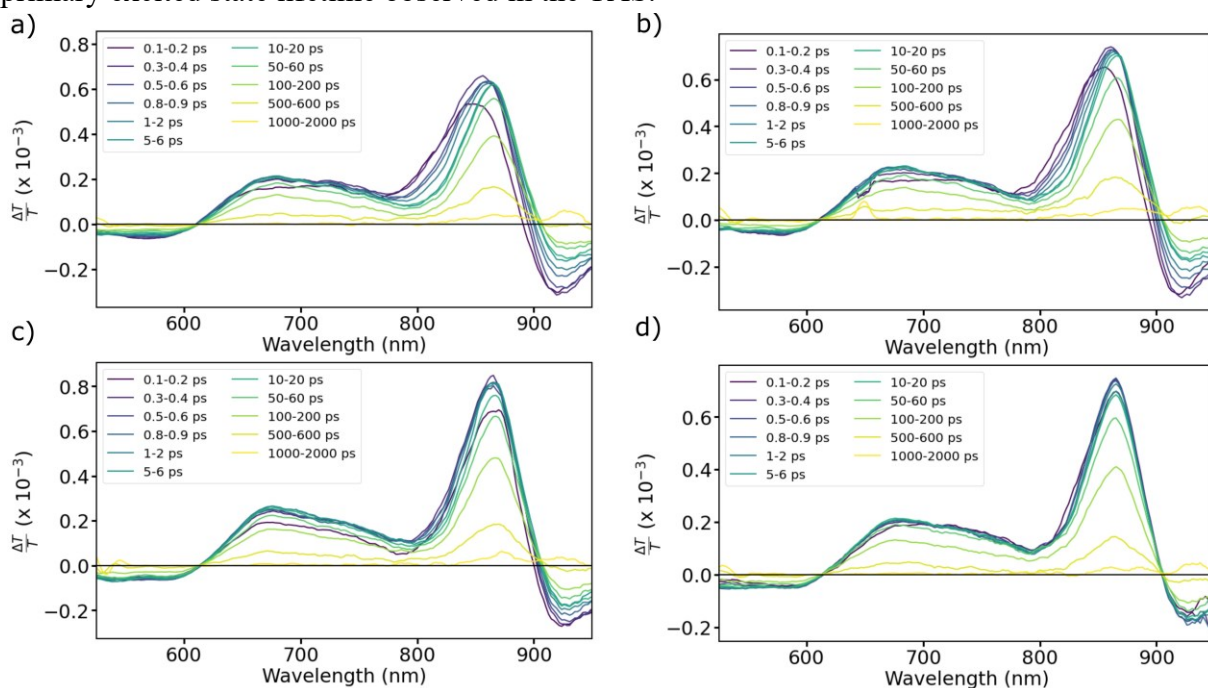 primary excited state lifetime observed in the TAS.
a)
0.8
0.6
0.4
0.2
0.0
−0.2
ΔT/T (x 10⁻³)
0.1-0.2 ps
0.3-0.4 ps
0.5-0.6 ps
0.8-0.9 ps
1-2 ps
5-6 ps
10-20 ps
50-60 ps
100-200 ps
500-600 ps
1000-2000 ps
600 700 800 900
Wavelength (nm)
b)
0.6
0.4
0.2
0.0
−0.2
ΔT/T (x 10⁻³)
0.1-0.2 ps
0.3-0.4 ps
0.5-0.6 ps
0.8-0.9 ps
1-2 ps
5-6 ps
10-20 ps
50-60 ps
100-200 ps
500-600 ps
1000-2000 ps
600 700 800 900
Wavelength (nm)
c)
0.8
0.6
0.4
0.2
0.0
−0.2
ΔT/T (x 10⁻³)
0.1-0.2 ps
0.3-0.4 ps
0.5-0.6 ps
0.8-0.9 ps
1-2 ps
5-6 ps
10-20 ps
50-60 ps
100-200 ps
500-600 ps
1000-2000 ps
600 700 800 900
Wavelength (nm)
d)
0.6
0.4
0.2
0.0
−0.2
ΔT/T (x 10⁻³)
0.1-0.2 ps
0.3-0.4 ps
0.5-0.6 ps
0.8-0.9 ps
1-2 ps
5-6 ps
10-20 ps
50-60 ps
100-200 ps
500-600 ps
1000-2000 ps
600 700 800 900
Wavelength (nm)